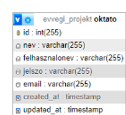 evvegi_projekt oktato
id : int(255)
nev : varchar(255)
felhasznalonev : varchar(255)
jelszo : varchar(255)
email : varchar(255)
created_at : timestamp
updated_at : timestamp